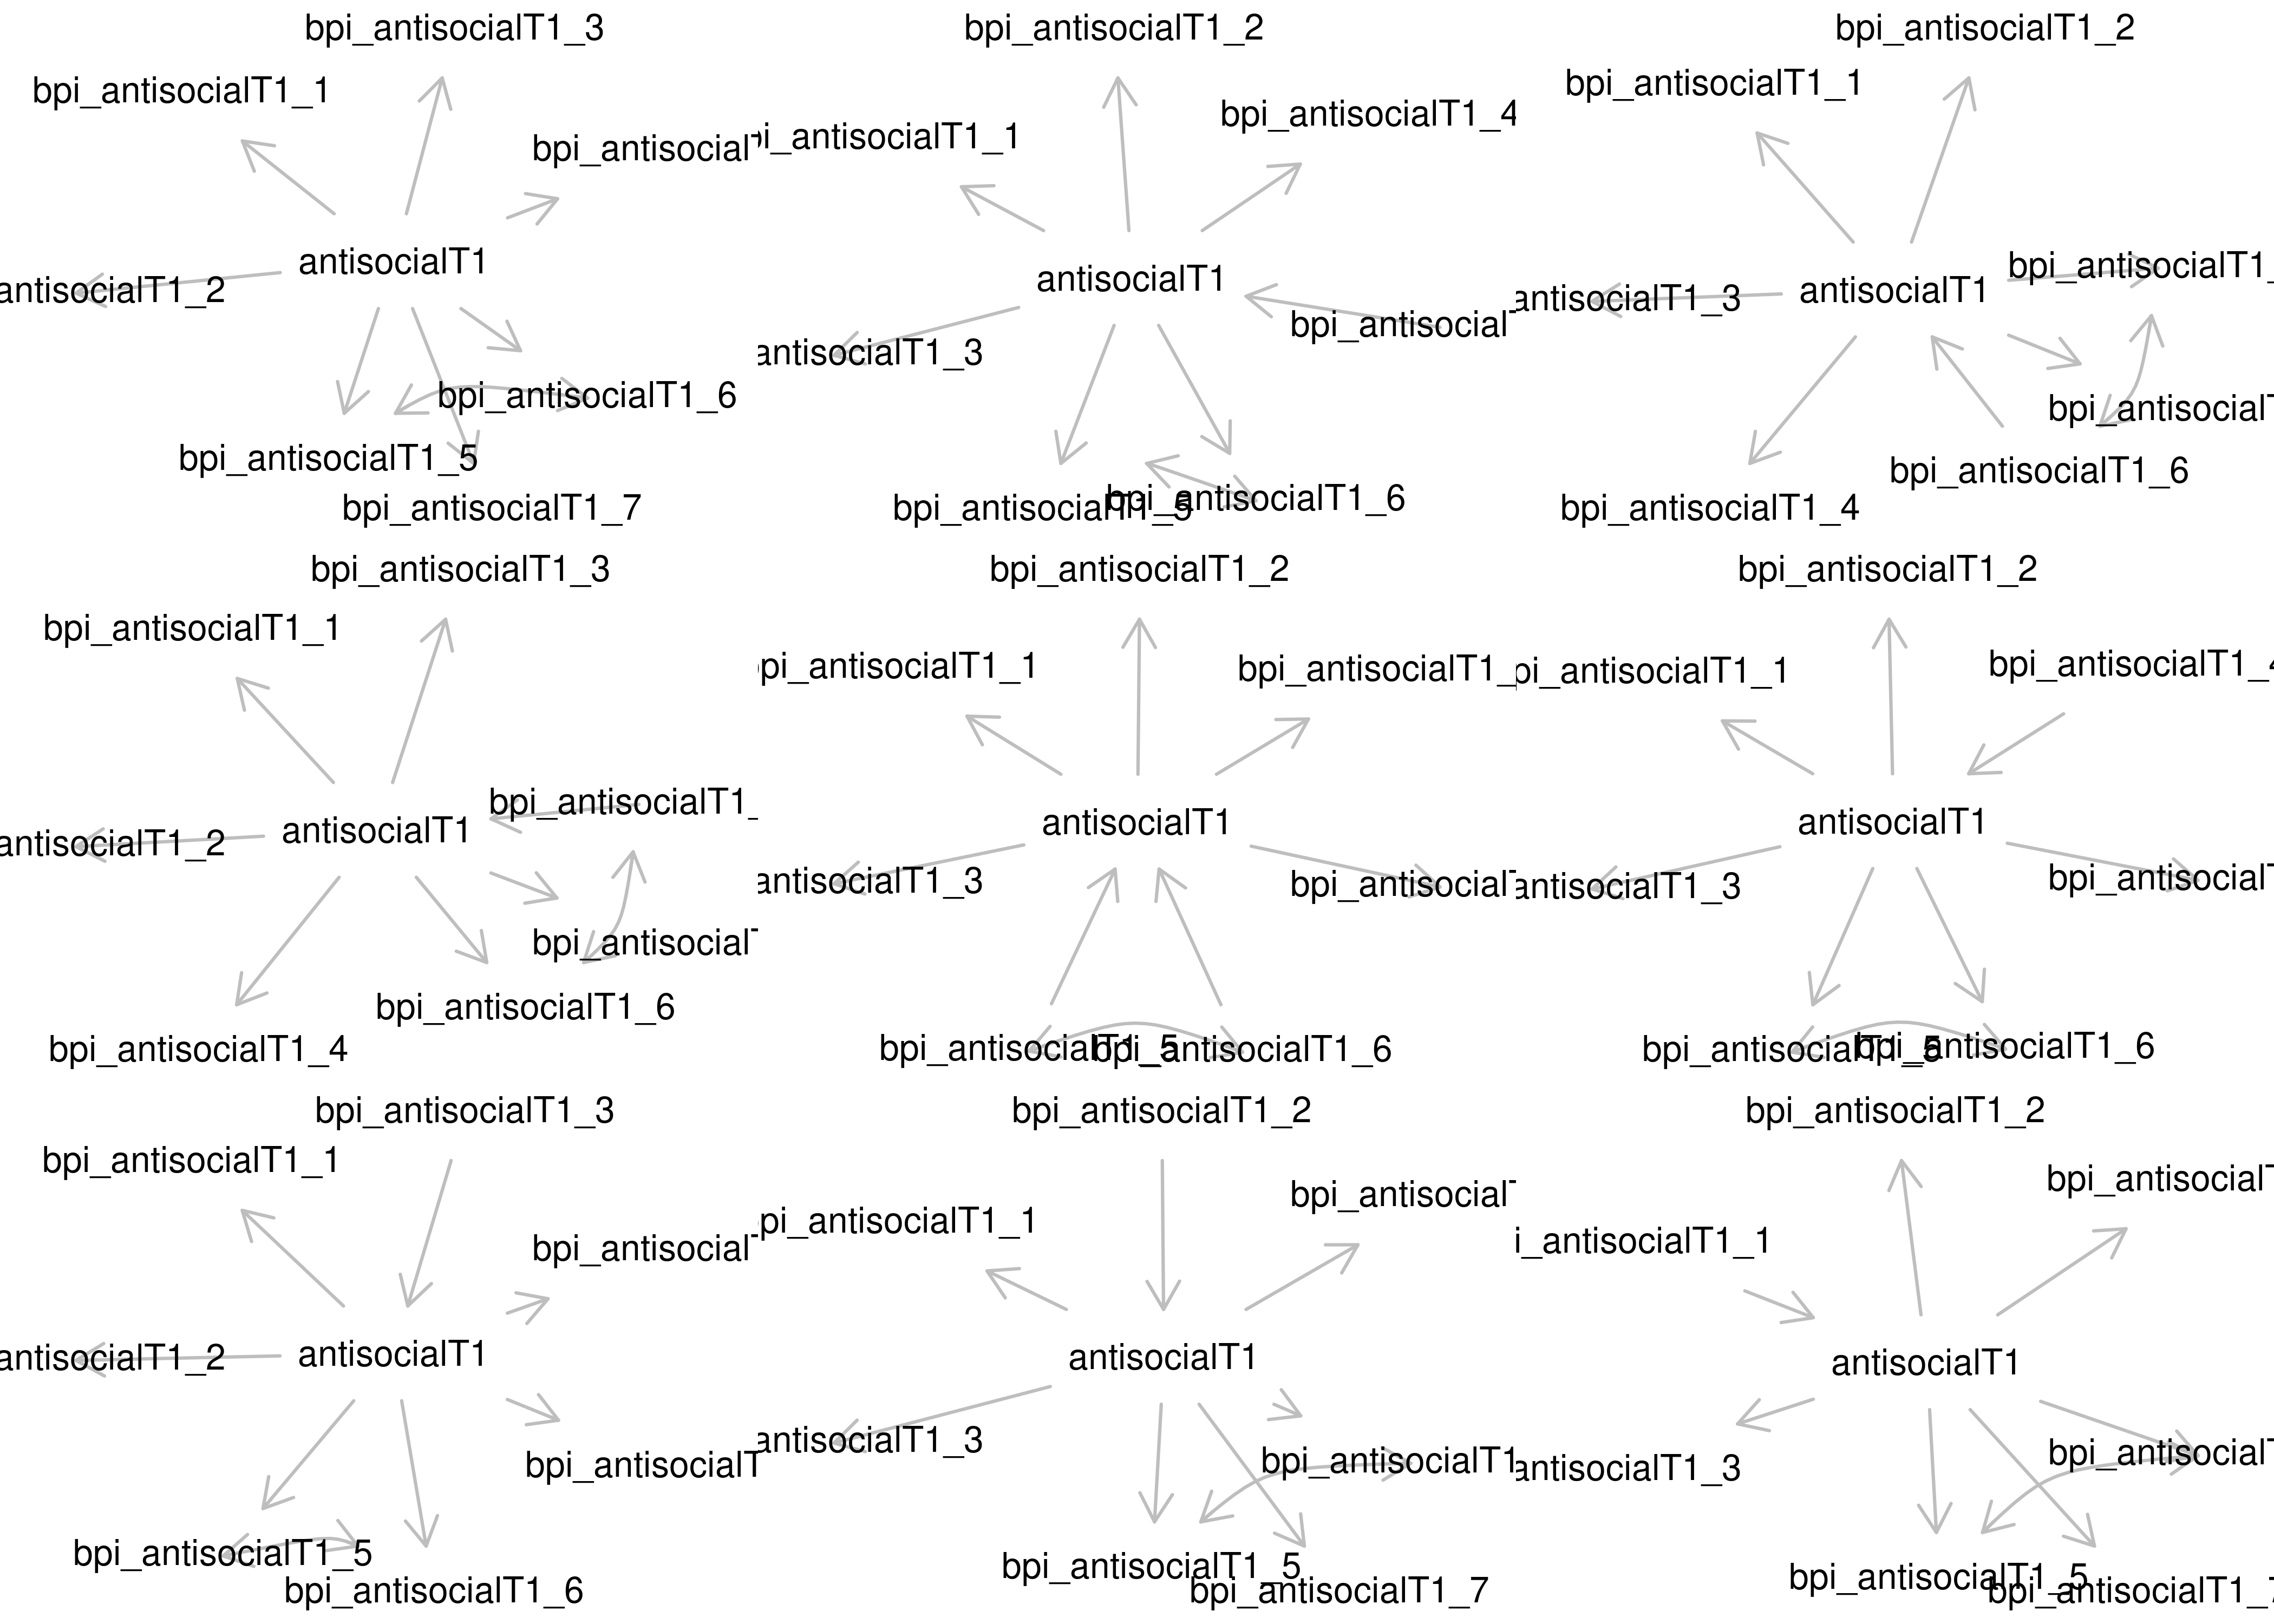 bpi_antisocialT1_3
bpi_antisocialT1_1
bpi_antisocial
antisocialT1
antisocialT1_2
bpi_antisocialT1_6
bpi_antisocialT1_5
bpi_antisocialT1_7
bpi_antisocialT1_2
bpi_antisocialT1_4
i_antisocialT1_1
antisocialT1
bpi_antisocial
antisocialT1_3
bpi_antisocialT1_5
bpi_antisocialT1_6
bpi_antisocialT1_2
bpi_antisocialT1_1
bpi_antisocialT1_
antisocialT1
antisocialT1_3
bpi_antisocial
bpi_antisocialT1_6
bpi_antisocialT1_4
bpi_antisocialT1_3
bpi_antisocialT1_1
bpi_antisocialT1_
antisocialT1
antisocialT1_2
bpi_antisocial
bpi_antisocialT1_6
bpi_antisocialT1_4
bpi_antisocialT1_2
pi_antisocialT1_1
bpi_antisocialT1_
antisocialT1
antisocialT1_3
bpi_antisocial
bpi_antisocialT1_5
bpi_antisocialT1_6
bpi_antisocialT1_2
pi_antisocialT1_1
bpi_antisocialT1_4
antisocialT1
antisocialT1_3
bpi_antisocial
bpi_antisocialT1_5
bpi_antisocialT1_6
bpi_antisocialT1_3
bpi_antisocialT1_1
bpi_antisocial
antisocialT1
antisocialT1_2
bpi_antisocialT
bpi_antisocialT1_5
bpi_antisocialT1_6
bpi_antisocialT1_2
bpi_antisocial
pi_antisocialT1_1
antisocialT1
antisocialT1_3
bpi_antisocialT1
bpi_antisocialT1_5
bpi_antisocialT1_7
bpi_antisocialT1_2
bpi_antisocial
i_antisocialT1_1
antisocialT1
bpi_antisocial
antisocialT1_3
bpi_antisocialT1_5
bpi_antisocialT1_7